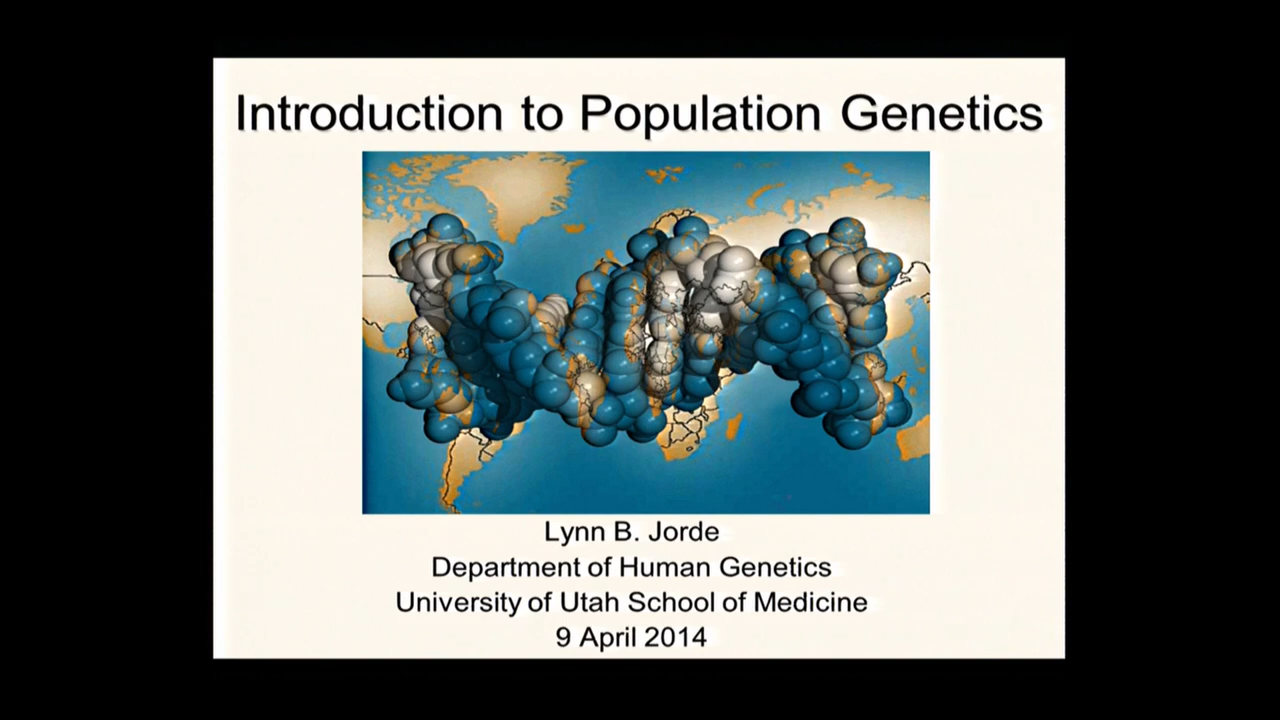 Introduction to Population Genetics
Lynn B. Jorde
Department of Human Genetics
University of Utah School of Medicine
9 April 2014